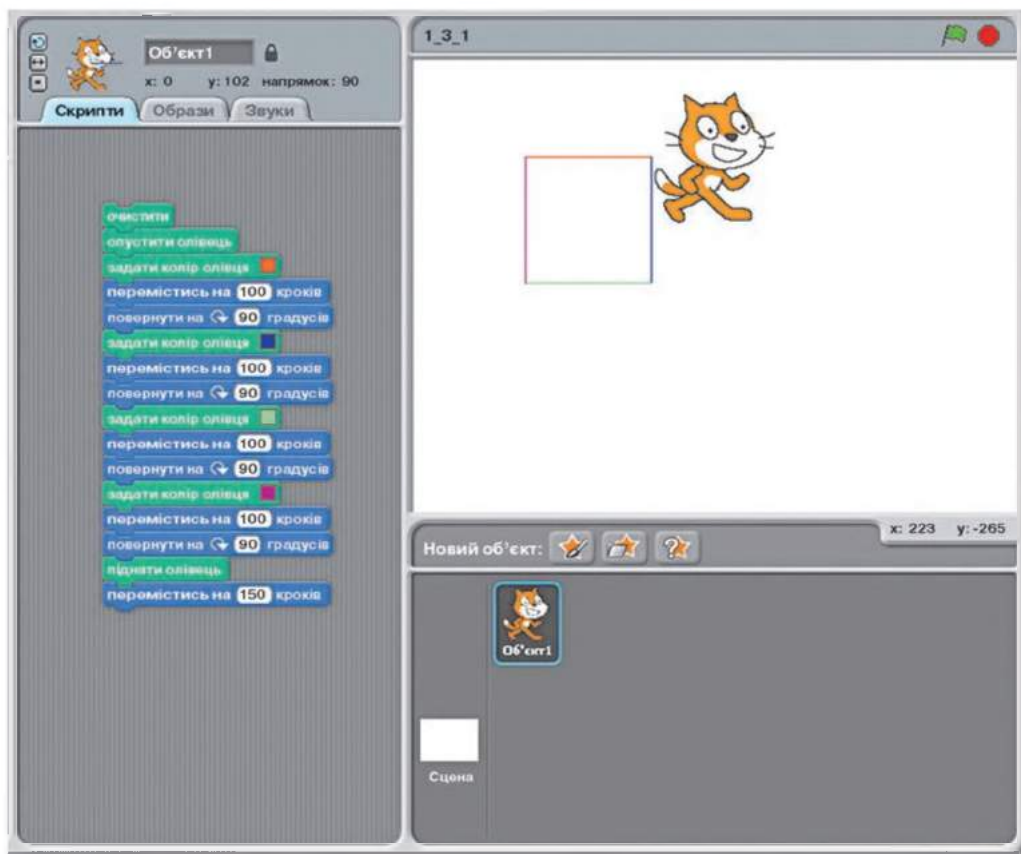 Об'єкт1
x: 0 y: 102 напрямок: 90
Скрипти Образи Звуки
очистити
опустити олівець
задати колір олівця
перемістись на 100 кроків
повернути на 90 градусів
задати колір олівця
перемістись на 100 кроків
повернути на 90 градусів
задати колір олівця
перемістись на 100 кроків
повернути на 90 градусів
задати колір олівця
перемістись на 100 кроків
повернути на 90 градусів
підняти олівець
перемістись на 150 кроків
1_3_1
x: 223 y: -265
Новий об'єкт:
Об'єкт1
Сцена